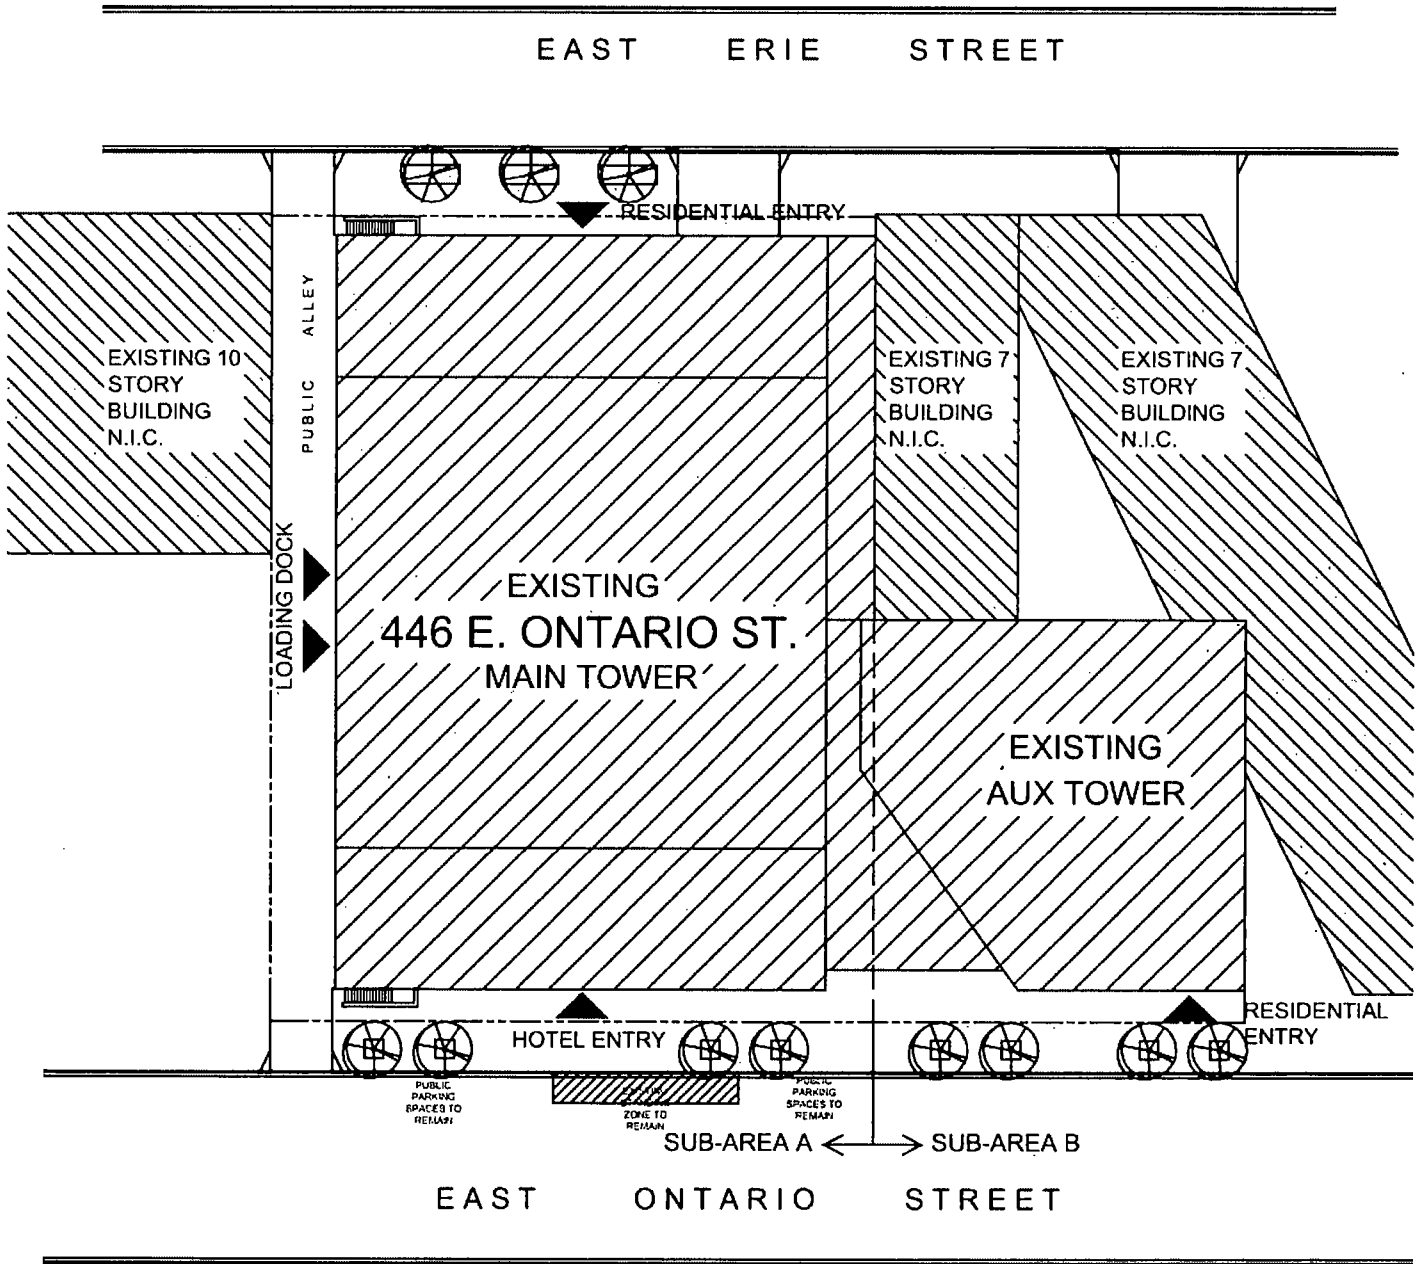 EAST ERIE STREET
RESIDENTIAL ENTRY
PUBLIC ALLEY
EXISTING 10
STORY
BUILDING
N.I.C.
EXISTING 7
STORY
BUILDING
N.I.C.
EXISTING 7
STORY
BUILDING
N.I.C.
LOADING DOCK
EXISTING
446 E. ONTARIO ST.
MAIN TOWER
EXISTING
AUX TOWER
HOTEL ENTRY
RESIDENTIAL
ENTRY
PUBLIC
PARKING
SPACES TO
REMAIN
ZONE TO
REMAIN
PUBLIC
PARKING
SPACES TO
REMAIN
SUB-AREA A
SUB-AREA B
EAST ONTARIO STREET